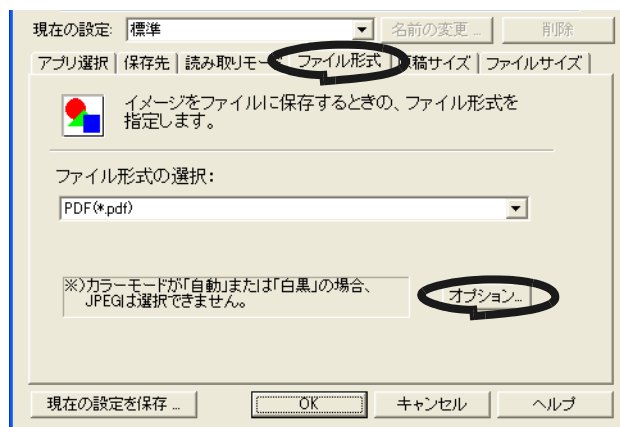 現在の設定: 標準 名前の変更 ... 削除
アプリ選択 保存先 読み取りモード ファイル形式 原稿サイズ ファイルサイズ
イメージをファイルに保存するときの、ファイル形式を
指定します。
ファイル形式の選択:
PDF(*.pdf)
※)カラーモードが「自動」または「白黒」の場合、
JPEGは選択できません。
オプション...
現在の設定を保存 ... OK キャンセル ヘルプ